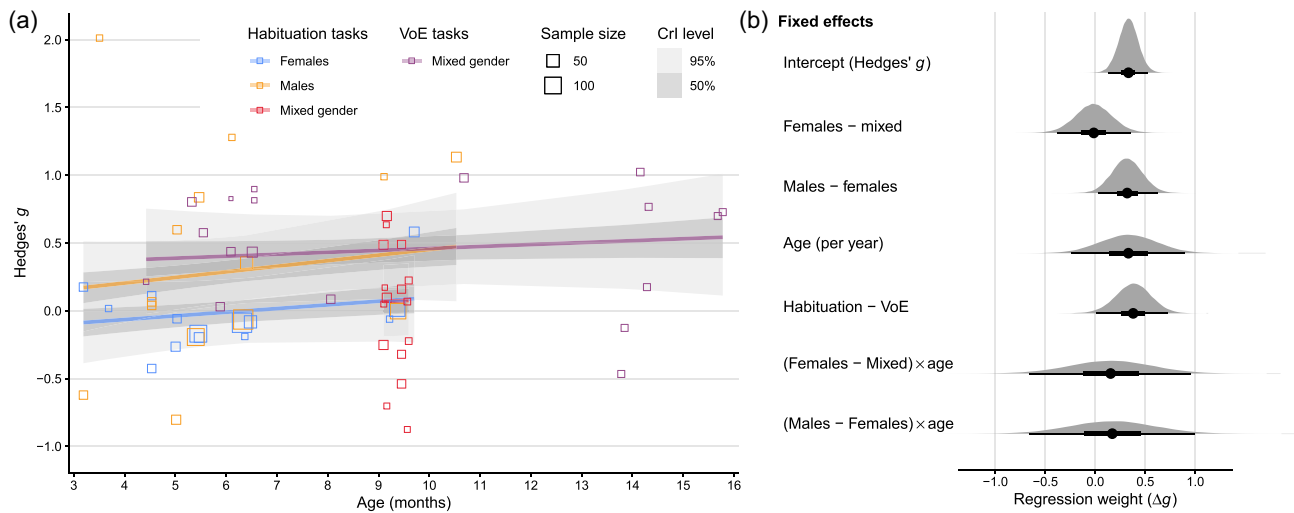 (a)
Habituation tasks
Females
Males
Mixed gender
VoE tasks
Mixed gender
Sample size
50
100
CrI level
95%
50%
Hedges' g
2.0
1.5
1.0
0.5
0.0
−0.5
−1.0
3 4 5 6 7 8 9 10 11 12 13 14 15 16
Age (months)
(b)
Fixed effects
Intercept (Hedges' g)
Females − mixed
Males − females
Age (per year)
Habituation − VoE
(Females − Mixed) × age
(Males − Females) × age
−1.0 −0.5 0.0 0.5 1.0
Regression weight (Δg)